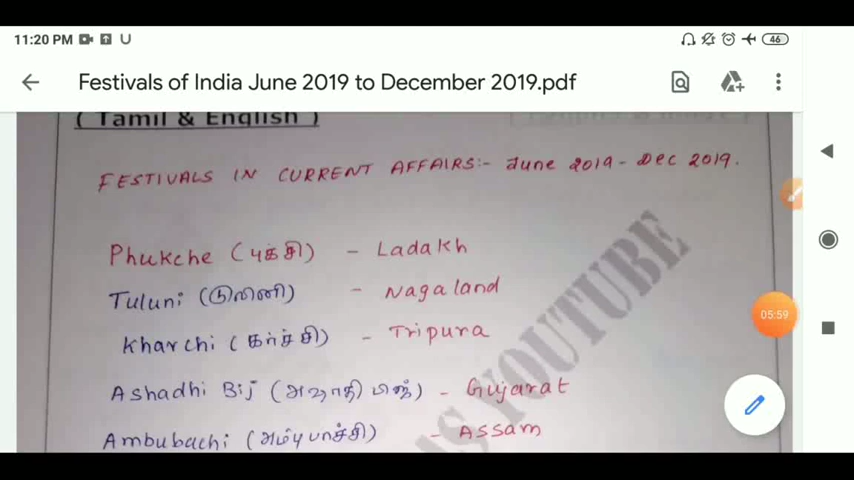 11:20 PM
46
Festivals of India June 2019 to December 2019.pdf
( Tamil & English )
FESTIVALS IN CURRENT AFFAIRS:- June 2019 - Dec 2019.
Phukche (புக்சி) - Ladakh
Tuluni (டுலினி) - Nagaland
Kharchi (கர்ச்சி) - Tripura
Ashadhi Bij (அஷாதி பிஜ்) - Gujarat
Ambubachi (அம்புபாச்சி) - Assam
AS YOUTUBE
05:59